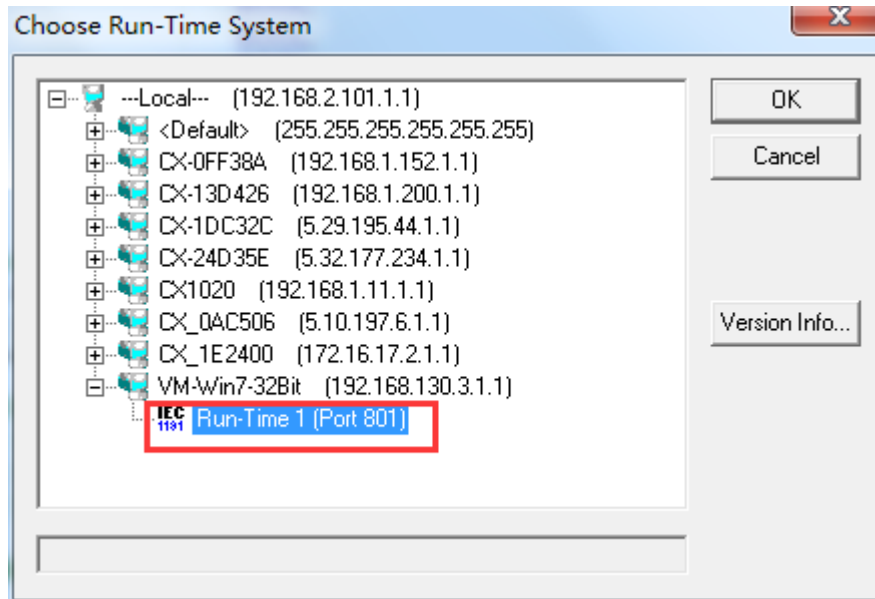 Choose Run-Time System
---Local--- (192.168.2.101.1.1)
<Default> (255.255.255.255.255.255)
CX-0FF38A (192.168.1.152.1.1)
CX-13D426 (192.168.1.200.1.1)
CX-1DC32C (5.29.195.44.1.1)
CX-24D35E (5.32.177.234.1.1)
CX1020 (192.168.1.11.1.1)
CX_0AC506 (5.10.197.6.1.1)
CX_1E2400 (172.16.17.2.1.1)
VM-Win7-32Bit (192.168.130.3.1.1)
IEC
1131
Run-Time 1 (Port 801)
OK
Cancel
Version Info...